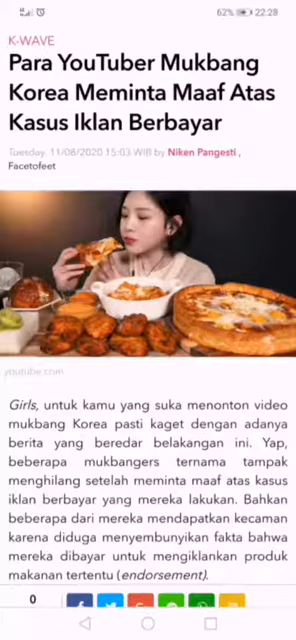 62% 22:28
K-WAVE
Para YouTuber Mukbang
Korea Meminta Maaf Atas
Kasus Iklan Berbayar
Tuesday, 11/08/2020 15:03 WIB by Niken Pangesti ,
Facetofeet
youtube.com
Girls, untuk kamu yang suka menonton video
mukbang Korea pasti kaget dengan adanya
berita yang beredar belakangan ini. Yap,
beberapa mukbangers ternama tampak
menghilang setelah meminta maaf atas kasus
iklan berbayar yang mereka lakukan. Bahkan
beberapa dari mereka mendapatkan kecaman
karena diduga menyembunyikan fakta bahwa
mereka dibayar untuk mengiklankan produk
makanan tertentu (endorsement).
0